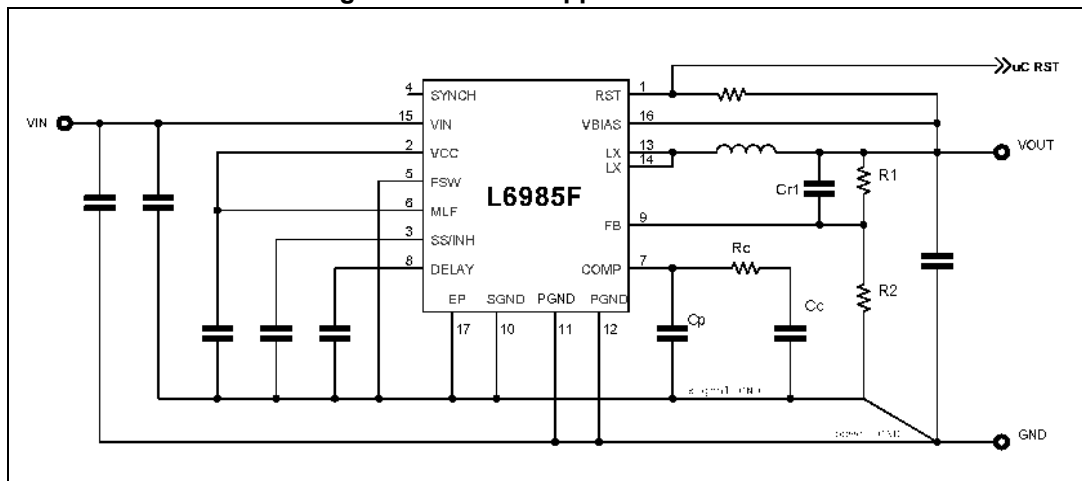 uC RST
4
SYNCH
RST
1
VIN
15
VIN
VBIAS
16
2
VCC
LX
13
VOUT
LX
14
5
FSW
L6985F
R1
Cr1
6
MLF
FB
9
3
SS/INH
Rc
8
DELAY
COMP
7
R2
EP
SGND
PGND
PGND
Cp
Cc
17
10
11
12
GND
GND